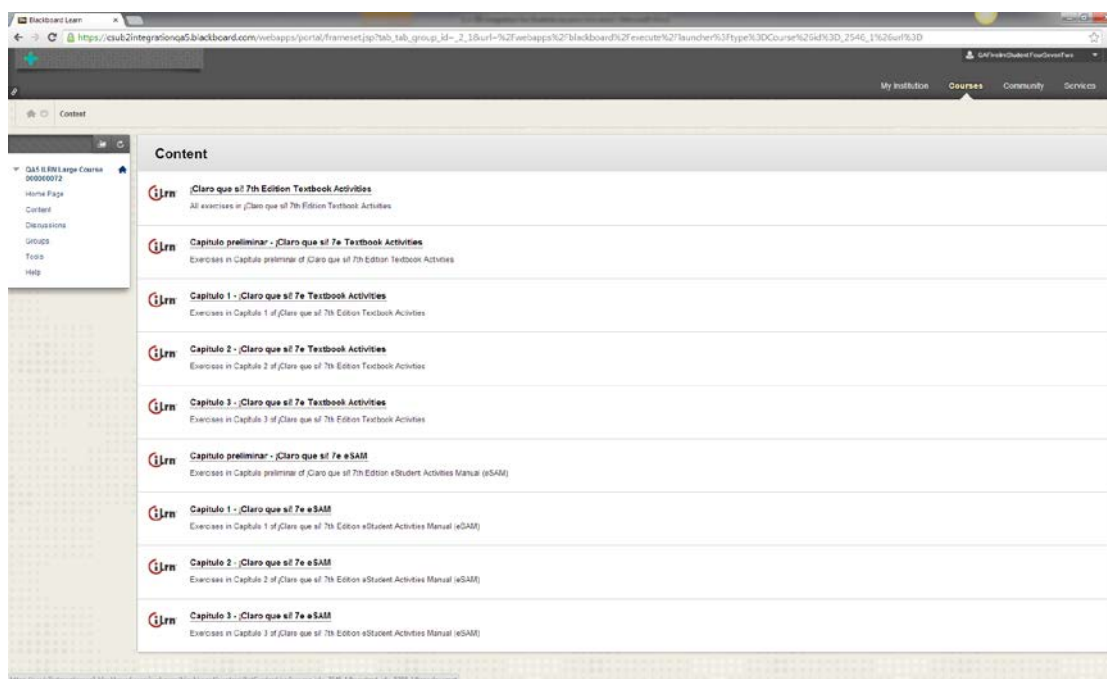 Blackboard Learn
https://csub2integrationqa5.blackboard.com/webapps/portal/frameset.jsp?tab_tab_group_id=_2_1&url=%2Fwebapps%2Fblackboard%2Fexecute%2Flauncher%3Ftype%3DCourse%26id%3D_2546_1%26url%3D
My Institution Courses Community Services
Content
QA5 ILRN Large Course
000000072
Home Page
Content
Discussions
Groups
Tools
Help
Content
iLrn ¡Claro que sí! 7th Edition Textbook Activities
All exercises in ¡Claro que sí! 7th Edition Textbook Activities
iLrn Capítulo preliminar - ¡Claro que sí! 7e Textbook Activities
Exercises in Capítulo preliminar of ¡Claro que sí! 7th Edition Textbook Activities
iLrn Capítulo 1 - ¡Claro que sí! 7e Textbook Activities
Exercises in Capítulo 1 of ¡Claro que sí! 7th Edition Textbook Activities
iLrn Capítulo 2 - ¡Claro que sí! 7e Textbook Activities
Exercises in Capítulo 2 of ¡Claro que sí! 7th Edition Textbook Activities
iLrn Capítulo 3 - ¡Claro que sí! 7e Textbook Activities
Exercises in Capítulo 3 of ¡Claro que sí! 7th Edition Textbook Activities
iLrn Capítulo preliminar - ¡Claro que sí! 7e eSAM
Exercises in Capítulo preliminar of ¡Claro que sí! 7th Edition eStudent Activities Manual (eSAM)
iLrn Capítulo 1 - ¡Claro que sí! 7e eSAM
Exercises in Capítulo 1 of ¡Claro que sí! 7th Edition eStudent Activities Manual (eSAM)
iLrn Capítulo 2 - ¡Claro que sí! 7e eSAM
Exercises in Capítulo 2 of ¡Claro que sí! 7th Edition eStudent Activities Manual (eSAM)
iLrn Capítulo 3 - ¡Claro que sí! 7e eSAM
Exercises in Capítulo 3 of ¡Claro que sí! 7th Edition eStudent Activities Manual (eSAM)